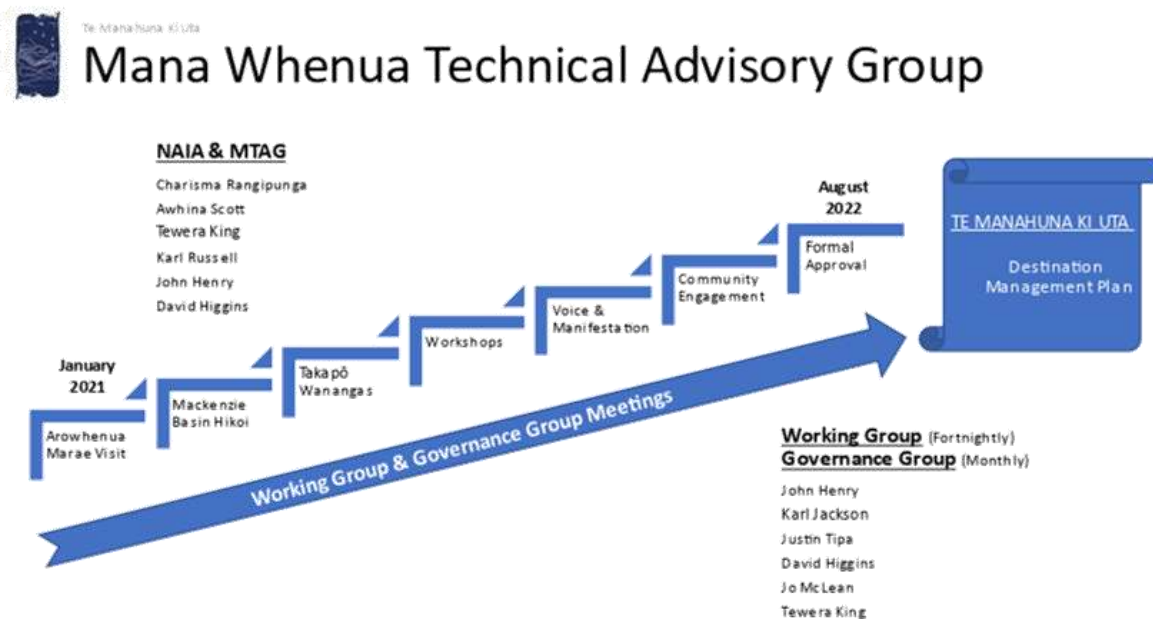 Te Manahuna Ki Uta
Mana Whenua Technical Advisory Group
NAIA & MTAG
Charisma Rangipunga
Awhina Scott
Tewera King
Karl Russell
John Henry
David Higgins
January
2021
Arowhenua
Marae Visit
Mackenzie
Basin Hikoi
Takapō
Wanangas
Workshops
Voice &
Manifestation
Community
Engagement
August
2022
Formal
Approval
TE MANAHUNA KI UTA
Destination
Management Plan
Working Group & Governance Group Meetings
Working Group (Fortnightly)
Governance Group (Monthly)
John Henry
Karl Jackson
Justin Tipa
David Higgins
Jo McLean
Tewera King